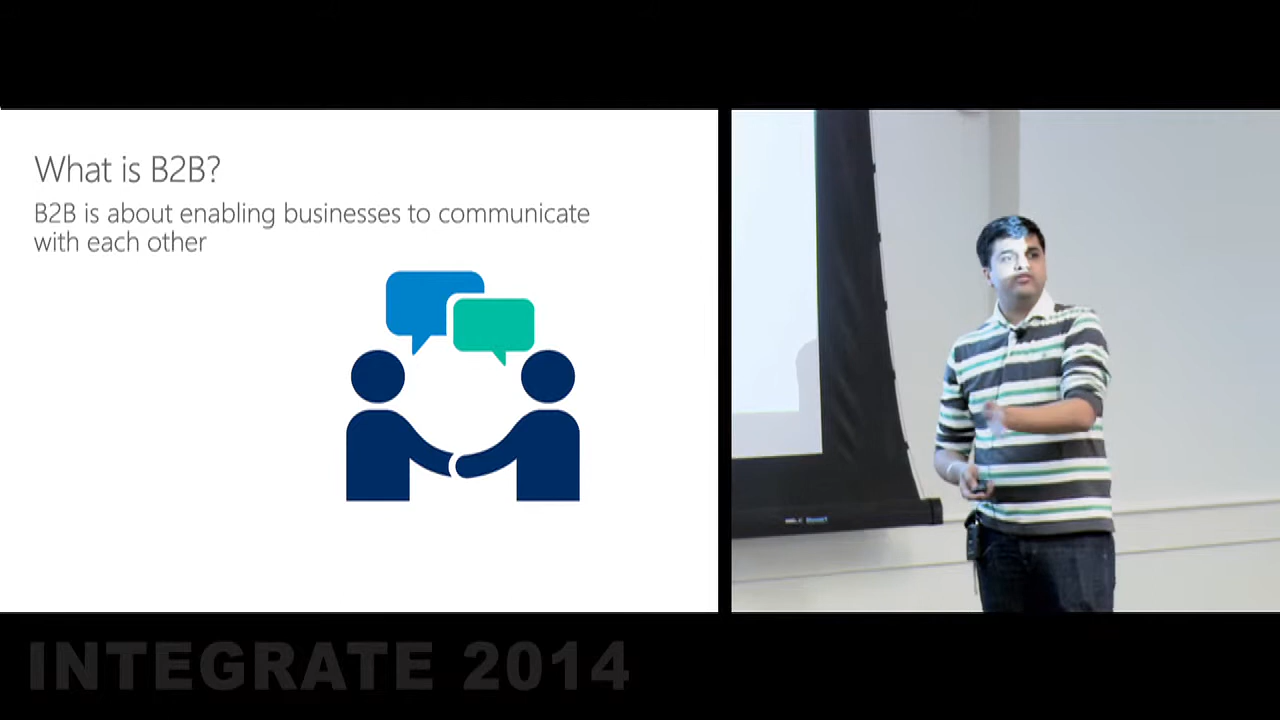 What is B2B?
B2B is about enabling businesses to communicate
with each other
INTEGRATE 2014